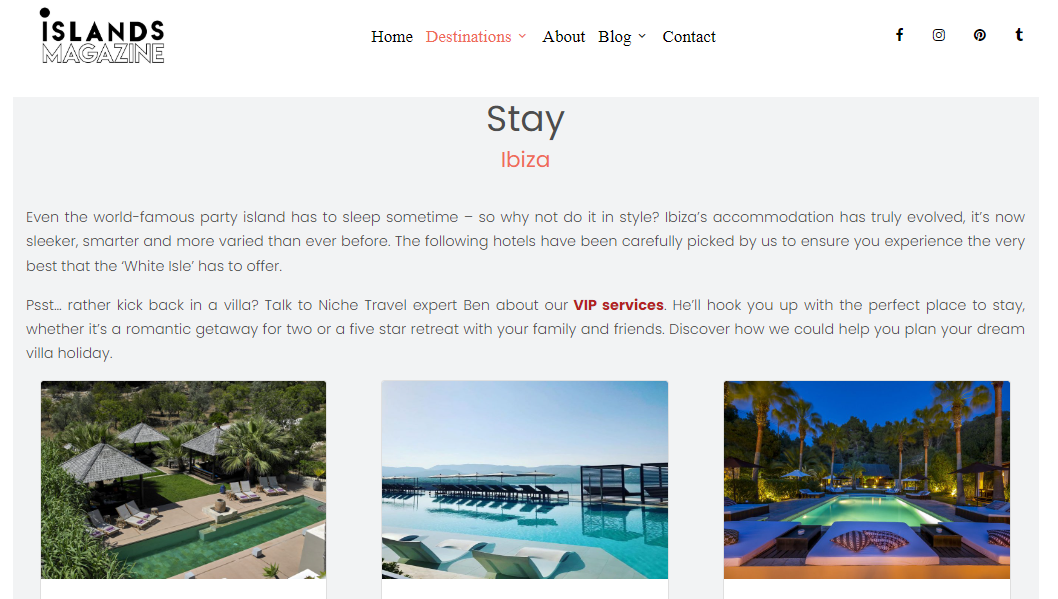 iSLANDS
MAGAZINE
Home Destinations About Blog Contact
Stay
Ibiza
Even the world-famous party island has to sleep sometime – so why not do it in style? Ibiza's accommodation has truly evolved, it's now
sleeker, smarter and more varied than ever before. The following hotels have been carefully picked by us to ensure you experience the very
best that the 'White Isle' has to offer.
Psst… rather kick back in a villa? Talk to Niche Travel expert Ben about our VIP services. He'll hook you up with the perfect place to stay,
whether it's a romantic getaway for two or a five star retreat with your family and friends. Discover how we could help you plan your dream
villa holiday.